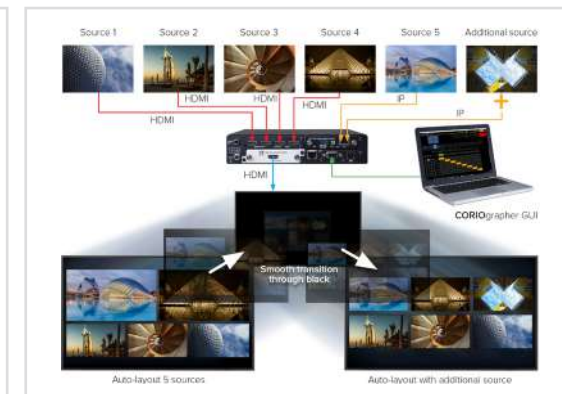 Source 1
Source 2
Source 3
Source 4
Source 5
Additional source
HDMI
HDMI
HDMI
HDMI
IP
IP
HDMI
CORIOgrapher GUI
Smooth transition
through black
Auto-layout 5 sources
Auto-layout with additional source